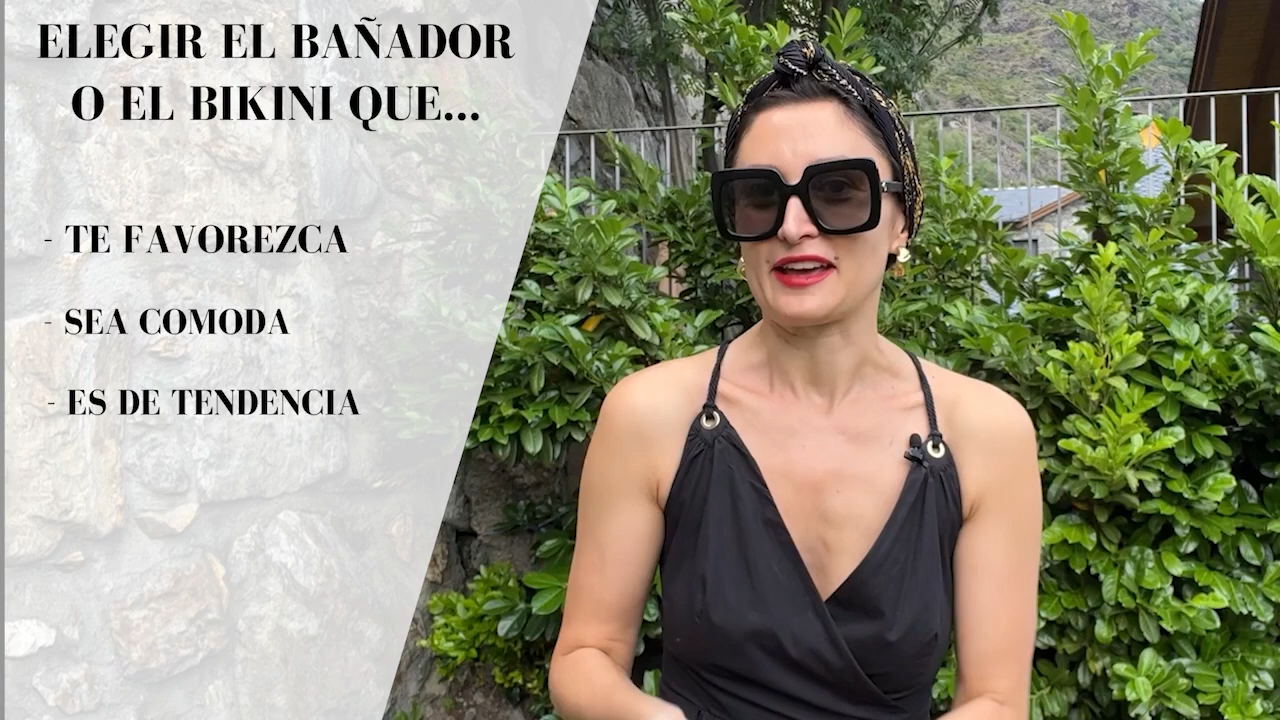 ELEGIR EL BAÑADOR
O EL BIKINI QUE...
- TE FAVOREZCA
- SEA COMODA
- ES DE TENDENCIA